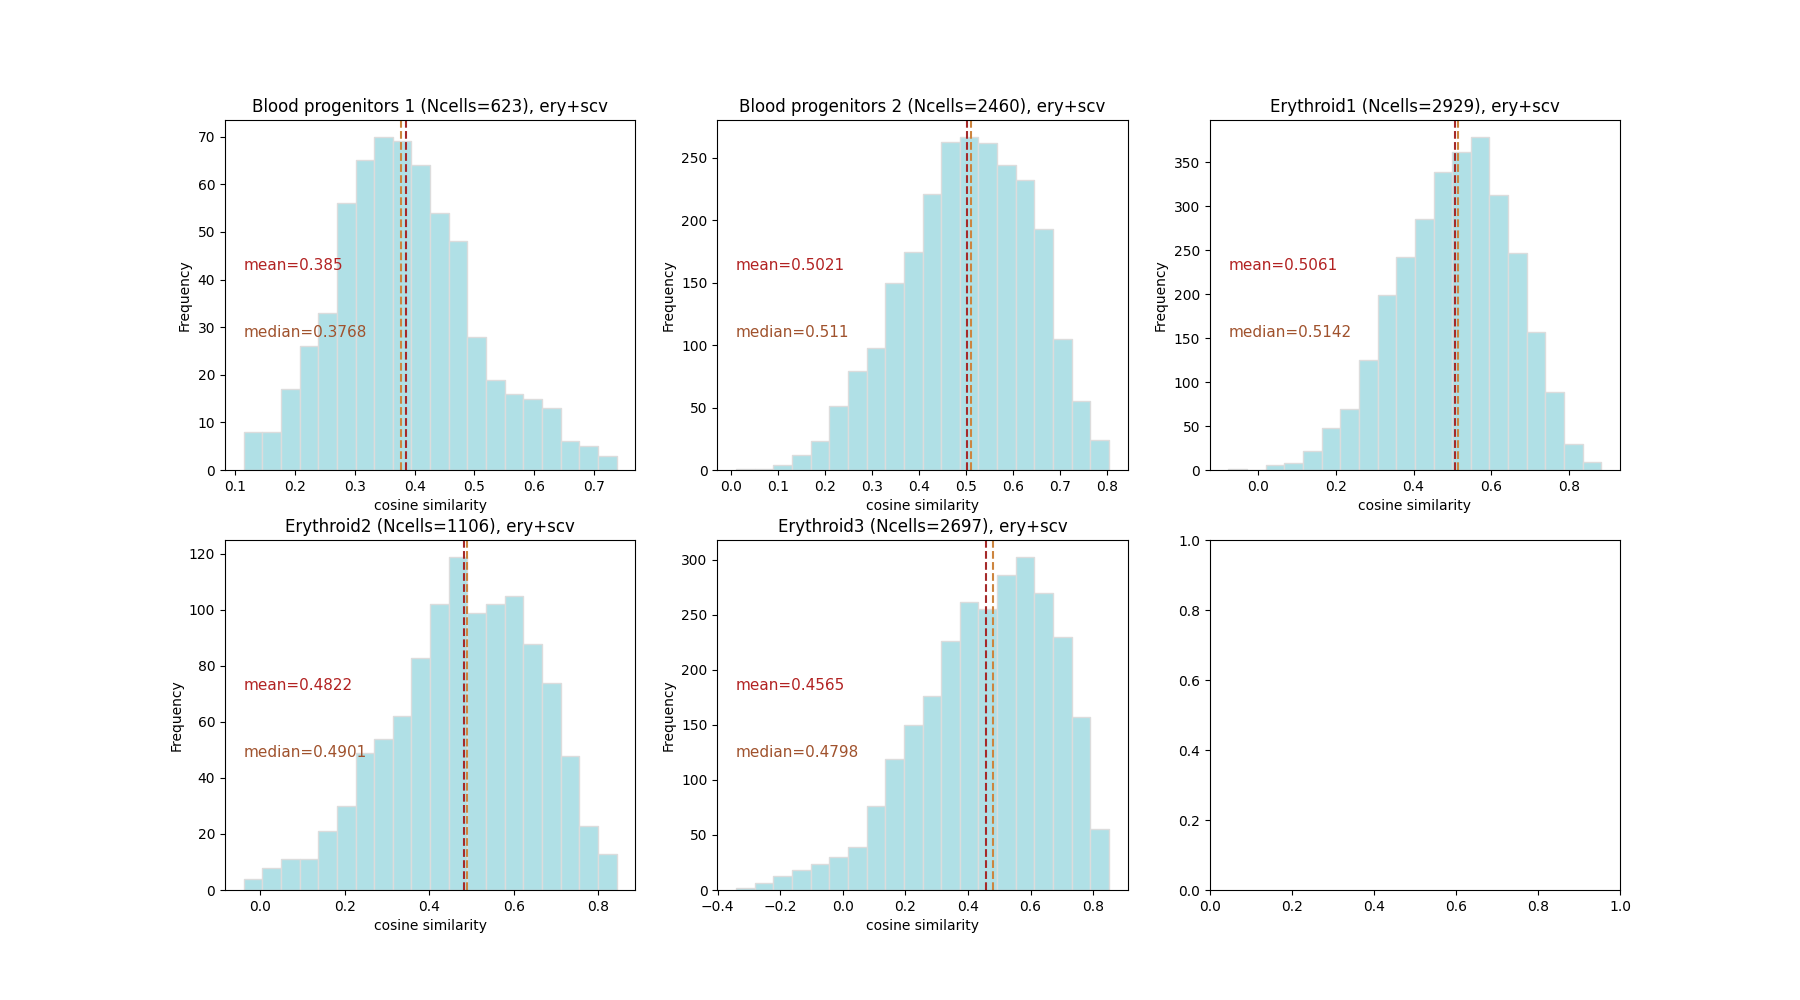 Blood progenitors 1 (Ncells=623), ery+scv
70
60
50
40
30
20
10
0
Frequency
mean=0.385
median=0.3768
0.1 0.2 0.3 0.4 0.5 0.6 0.7
cosine similarity
Blood progenitors 2 (Ncells=2460), ery+scv
250
200
150
100
50
0
Frequency
mean=0.5021
median=0.511
0.0 0.1 0.2 0.3 0.4 0.5 0.6 0.7 0.8
cosine similarity
Erythroid1 (Ncells=2929), ery+scv
350
300
250
200
150
100
50
0
Frequency
mean=0.5061
median=0.5142
0.0 0.2 0.4 0.6 0.8
cosine similarity
Erythroid2 (Ncells=1106), ery+scv
120
100
80
60
40
20
0
Frequency
mean=0.4822
median=0.4901
0.0 0.2 0.4 0.6 0.8
cosine similarity
Erythroid3 (Ncells=2697), ery+scv
300
250
200
150
100
50
0
Frequency
mean=0.4565
median=0.4798
−0.4 −0.2 0.0 0.2 0.4 0.6 0.8
cosine similarity
1.0
0.8
0.6
0.4
0.2
0.0
0.0 0.2 0.4 0.6 0.8 1.0